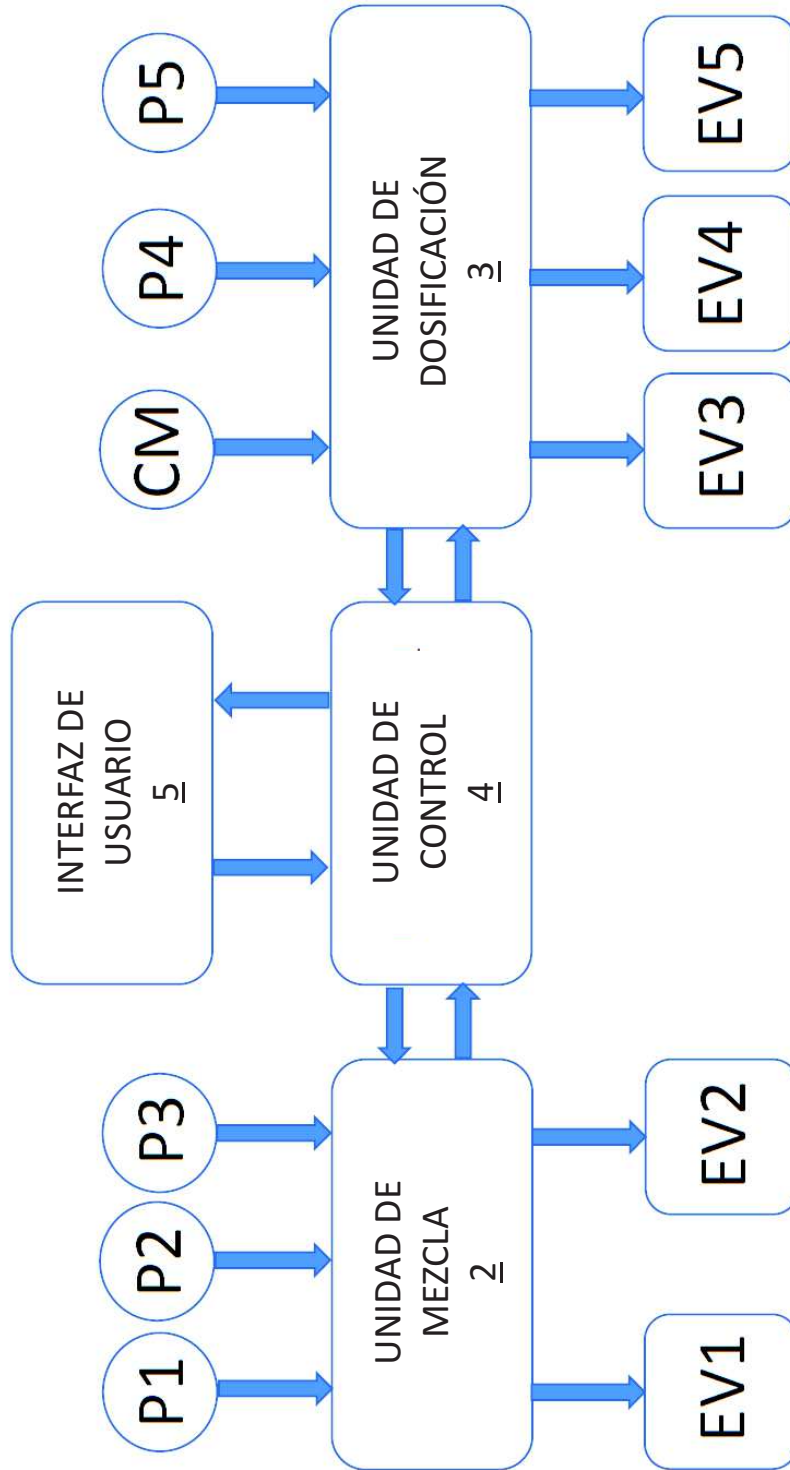 INTERFAZ DE
USUARIO
5
P1
P2
P3
CM
P4
P5
UNIDAD DE
MEZCLA
2
UNIDAD DE
CONTROL
4
UNIDAD DE
DOSIFICACIÓN
3
EV1
EV2
EV3
EV4
EV5